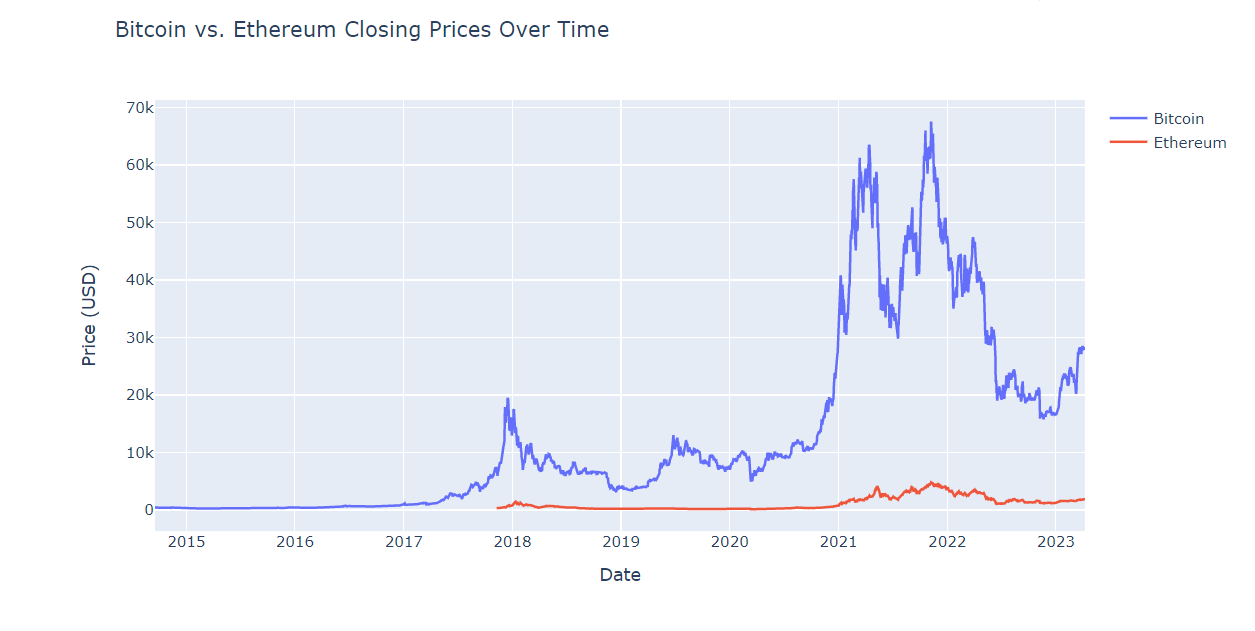 Bitcoin vs. Ethereum Closing Prices Over Time
70k
60k
50k
40k
30k
20k
10k
0
Price (USD)
2015 2016 2017 2018 2019 2020 2021 2022 2023
Date
Bitcoin
Ethereum